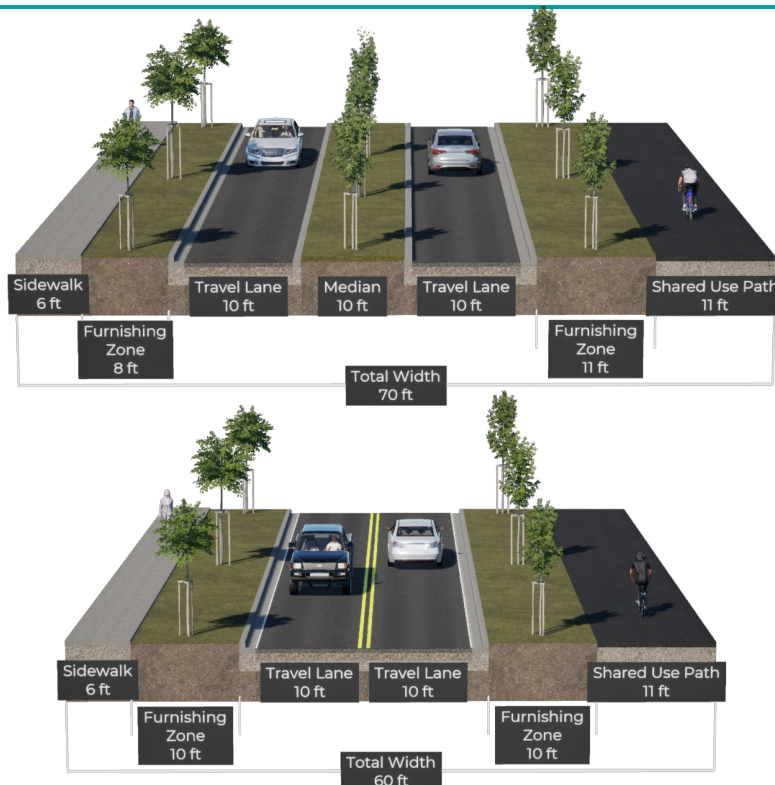 Sidewalk
6 ft
Furnishing
Zone
8 ft
Travel Lane
10 ft
Median
10 ft
Travel Lane
10 ft
Furnishing
Zone
11 ft
Shared Use Path
11 ft
Total Width
70 ft
Sidewalk
6 ft
Furnishing
Zone
10 ft
Travel Lane
10 ft
Travel Lane
10 ft
Furnishing
Zone
10 ft
Shared Use Path
11 ft
Total Width
60 ft